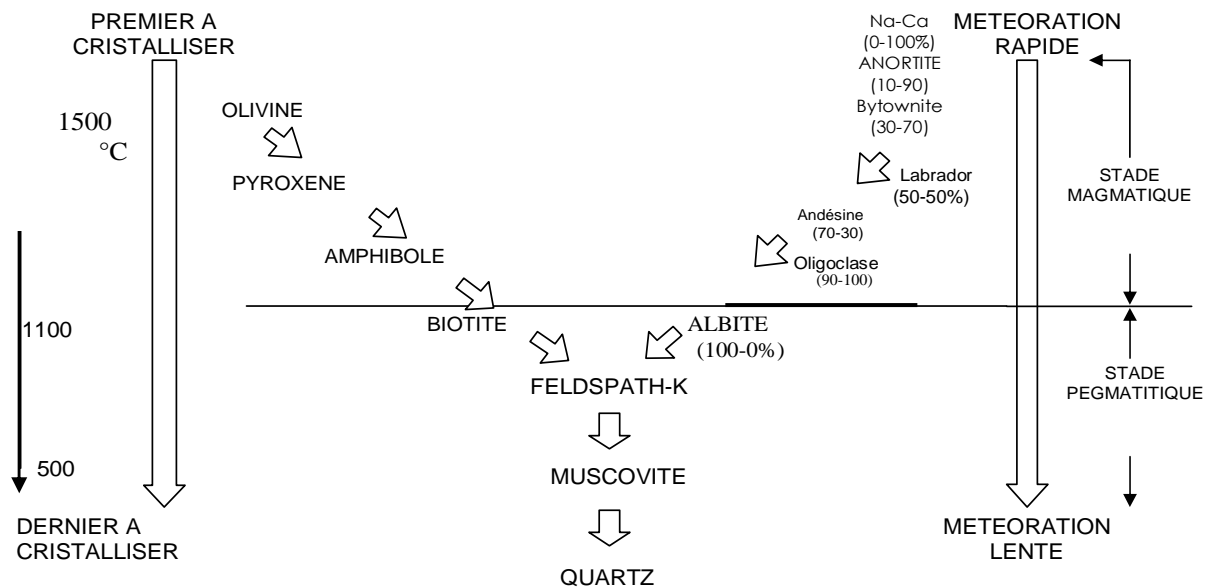 PREMIER A
CRISTALLISER
Na-Ca
(0-100%)
ANORTITE
(10-90)
Bytownite
(30-70)
METEORATION
RAPIDE
1500
°C
OLIVINE
PYROXENE
Labrador
(50-50%)
STADE
MAGMATIQUE
AMPHIBOLE
Andésine
(70-30)
Oligoclase
(90-100)
1100
BIOTITE
ALBITE
(100-0%)
FELDSPATH-K
STADE
PEGMATITIQUE
500
MUSCOVITE
DERNIER A
CRISTALLISER
METEORATION
LENTE
QUARTZ